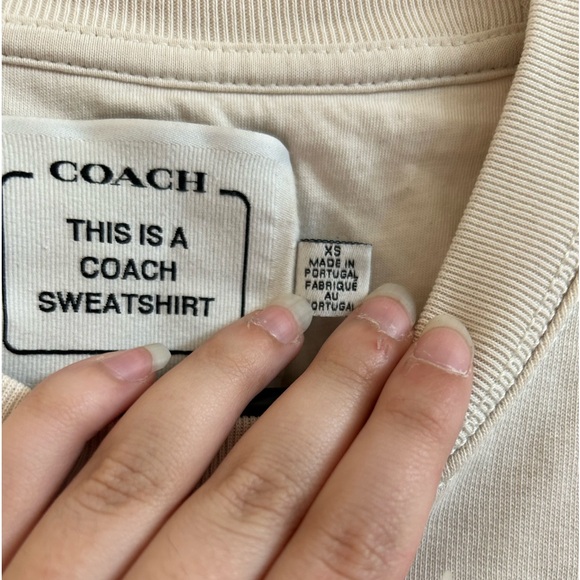 COACH
THIS IS A
COACH
SWEATSHIRT
XS
MADE IN
PORTUGAL
FABRIQUÉ
AU
PORTUGAL